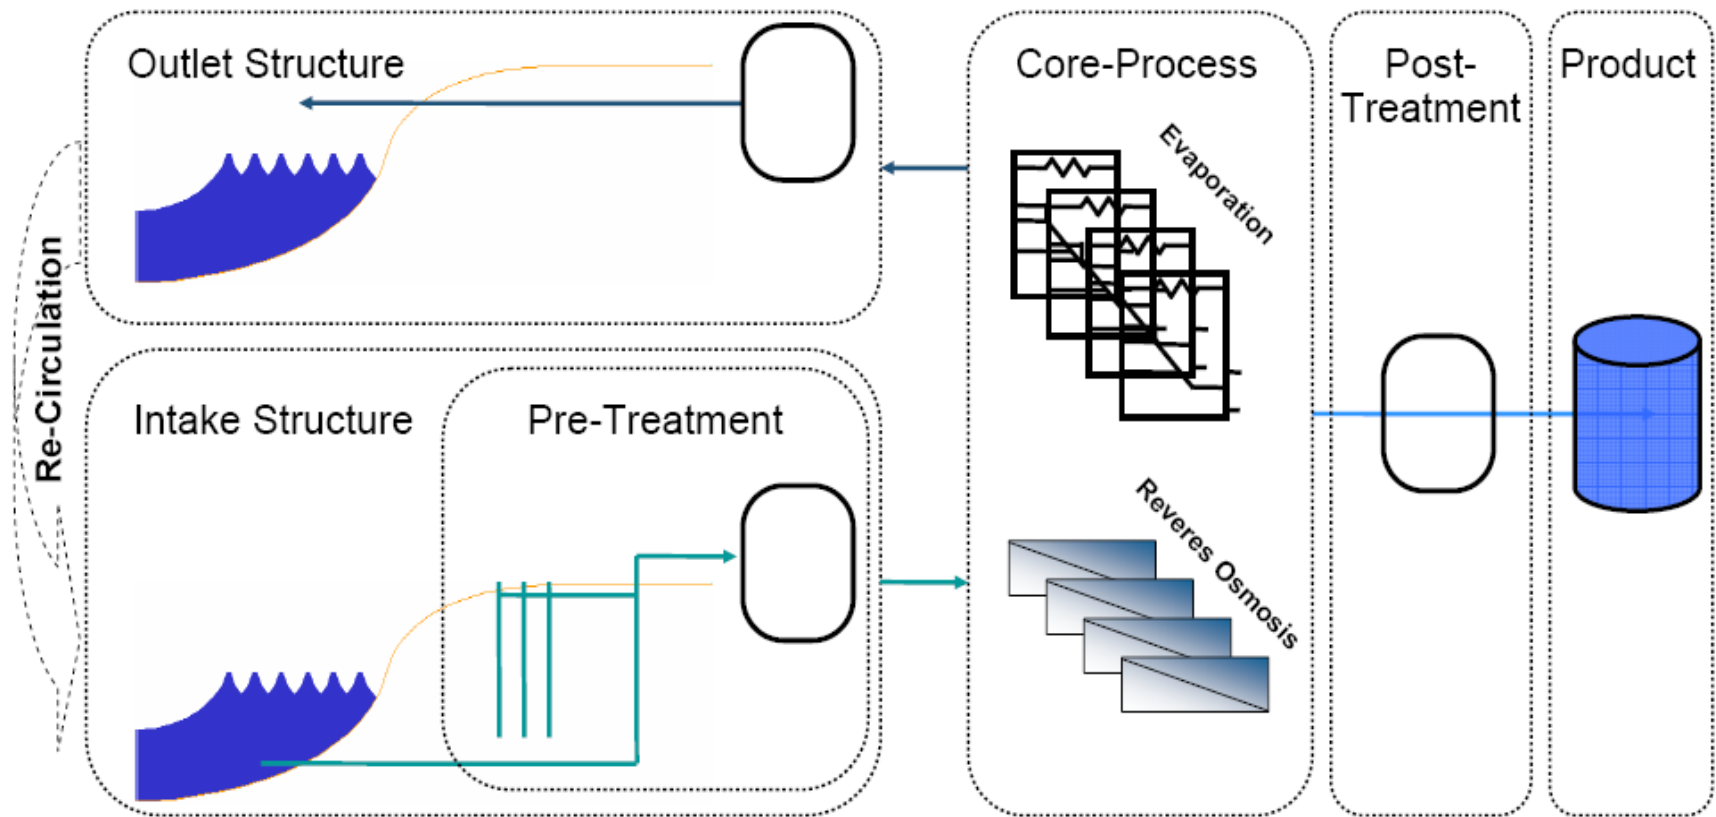 Outlet Structure
Core-Process
Post-
Treatment
Product
Evaporation
Re-Circulation
Intake Structure
Pre-Treatment
Reveres Osmosis